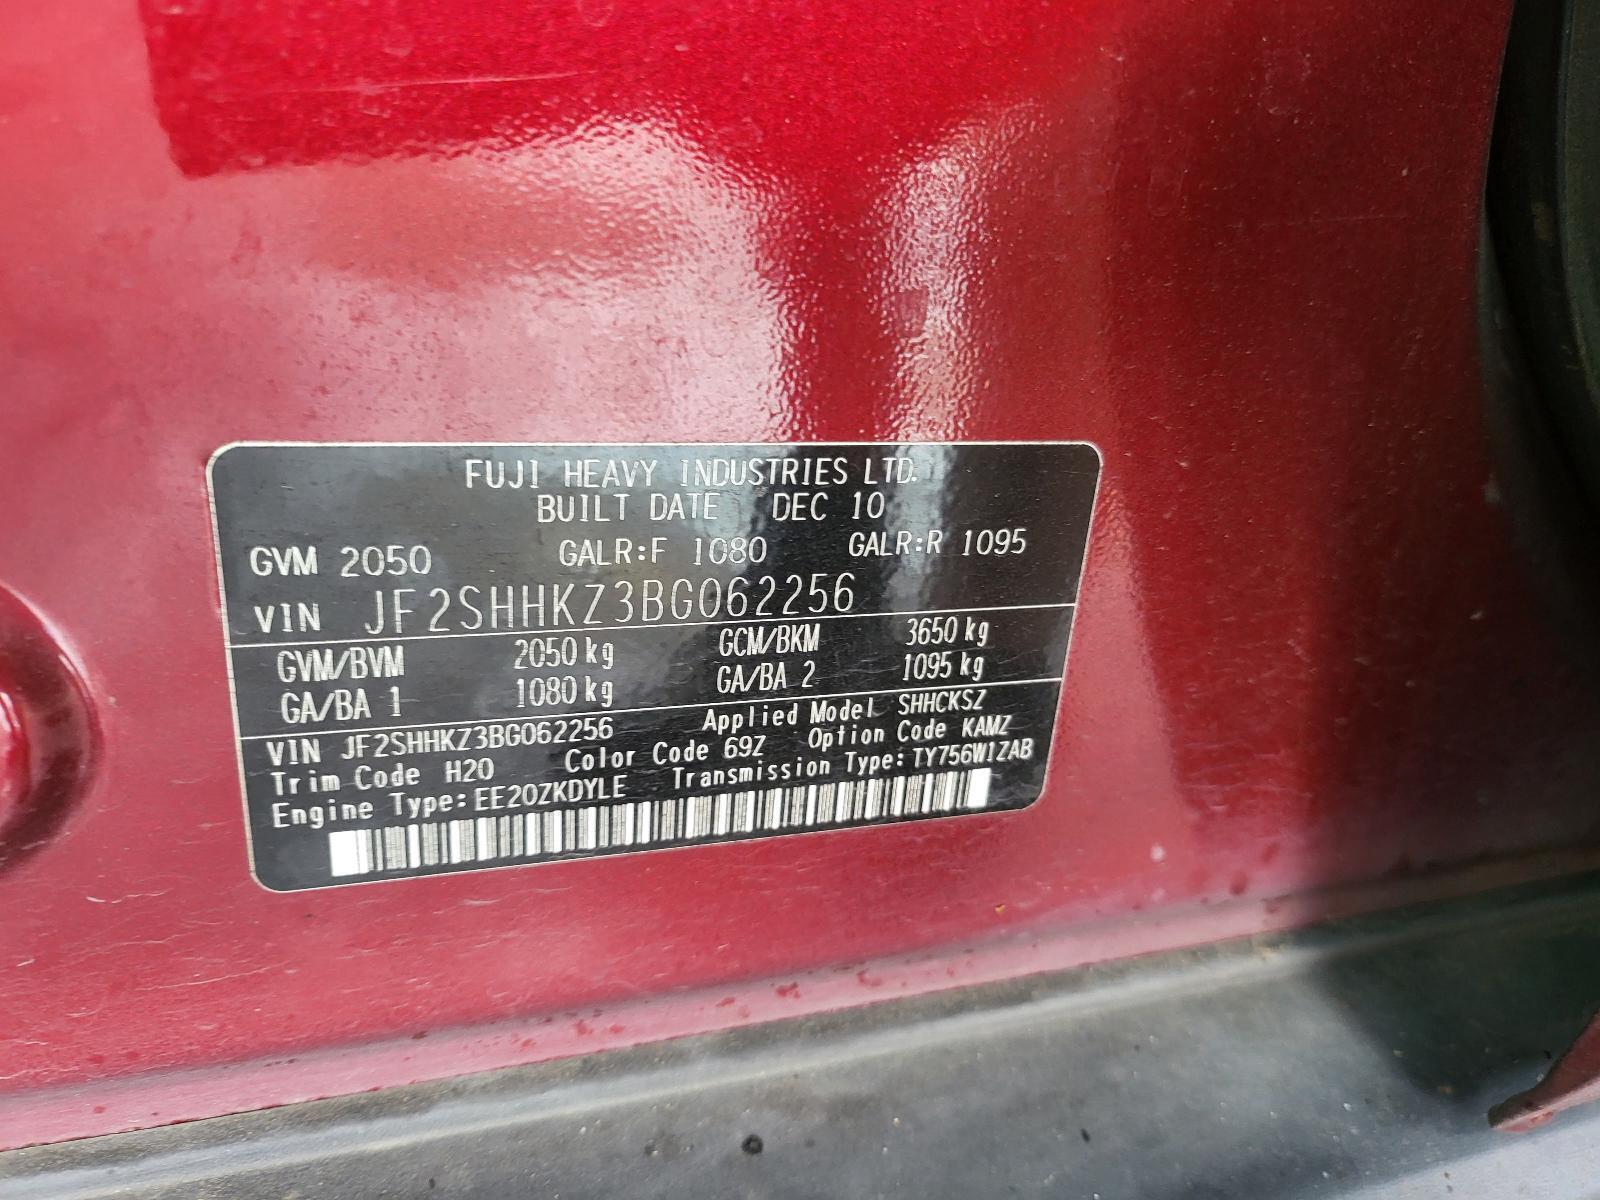 FUJI HEAVY INDUSTRIES LTD.
BUILT DATE DEC 10
GVM 2050 GALR:F 1080 GALR:R 1095
VIN JF2SHHKZ3BG062256
GVM/BVM 2050 kg GCM/BKM 3650 kg
GA/BA 1 1080 kg GA/BA 2 1095 kg
VIN JF2SHHKZ3BG062256 Applied Model SHHCKSZ
Trim Code H20 Color Code 69Z Option Code KAMZ
Engine Type:EE20ZKDYLE Transmission Type:TY756W1ZAB